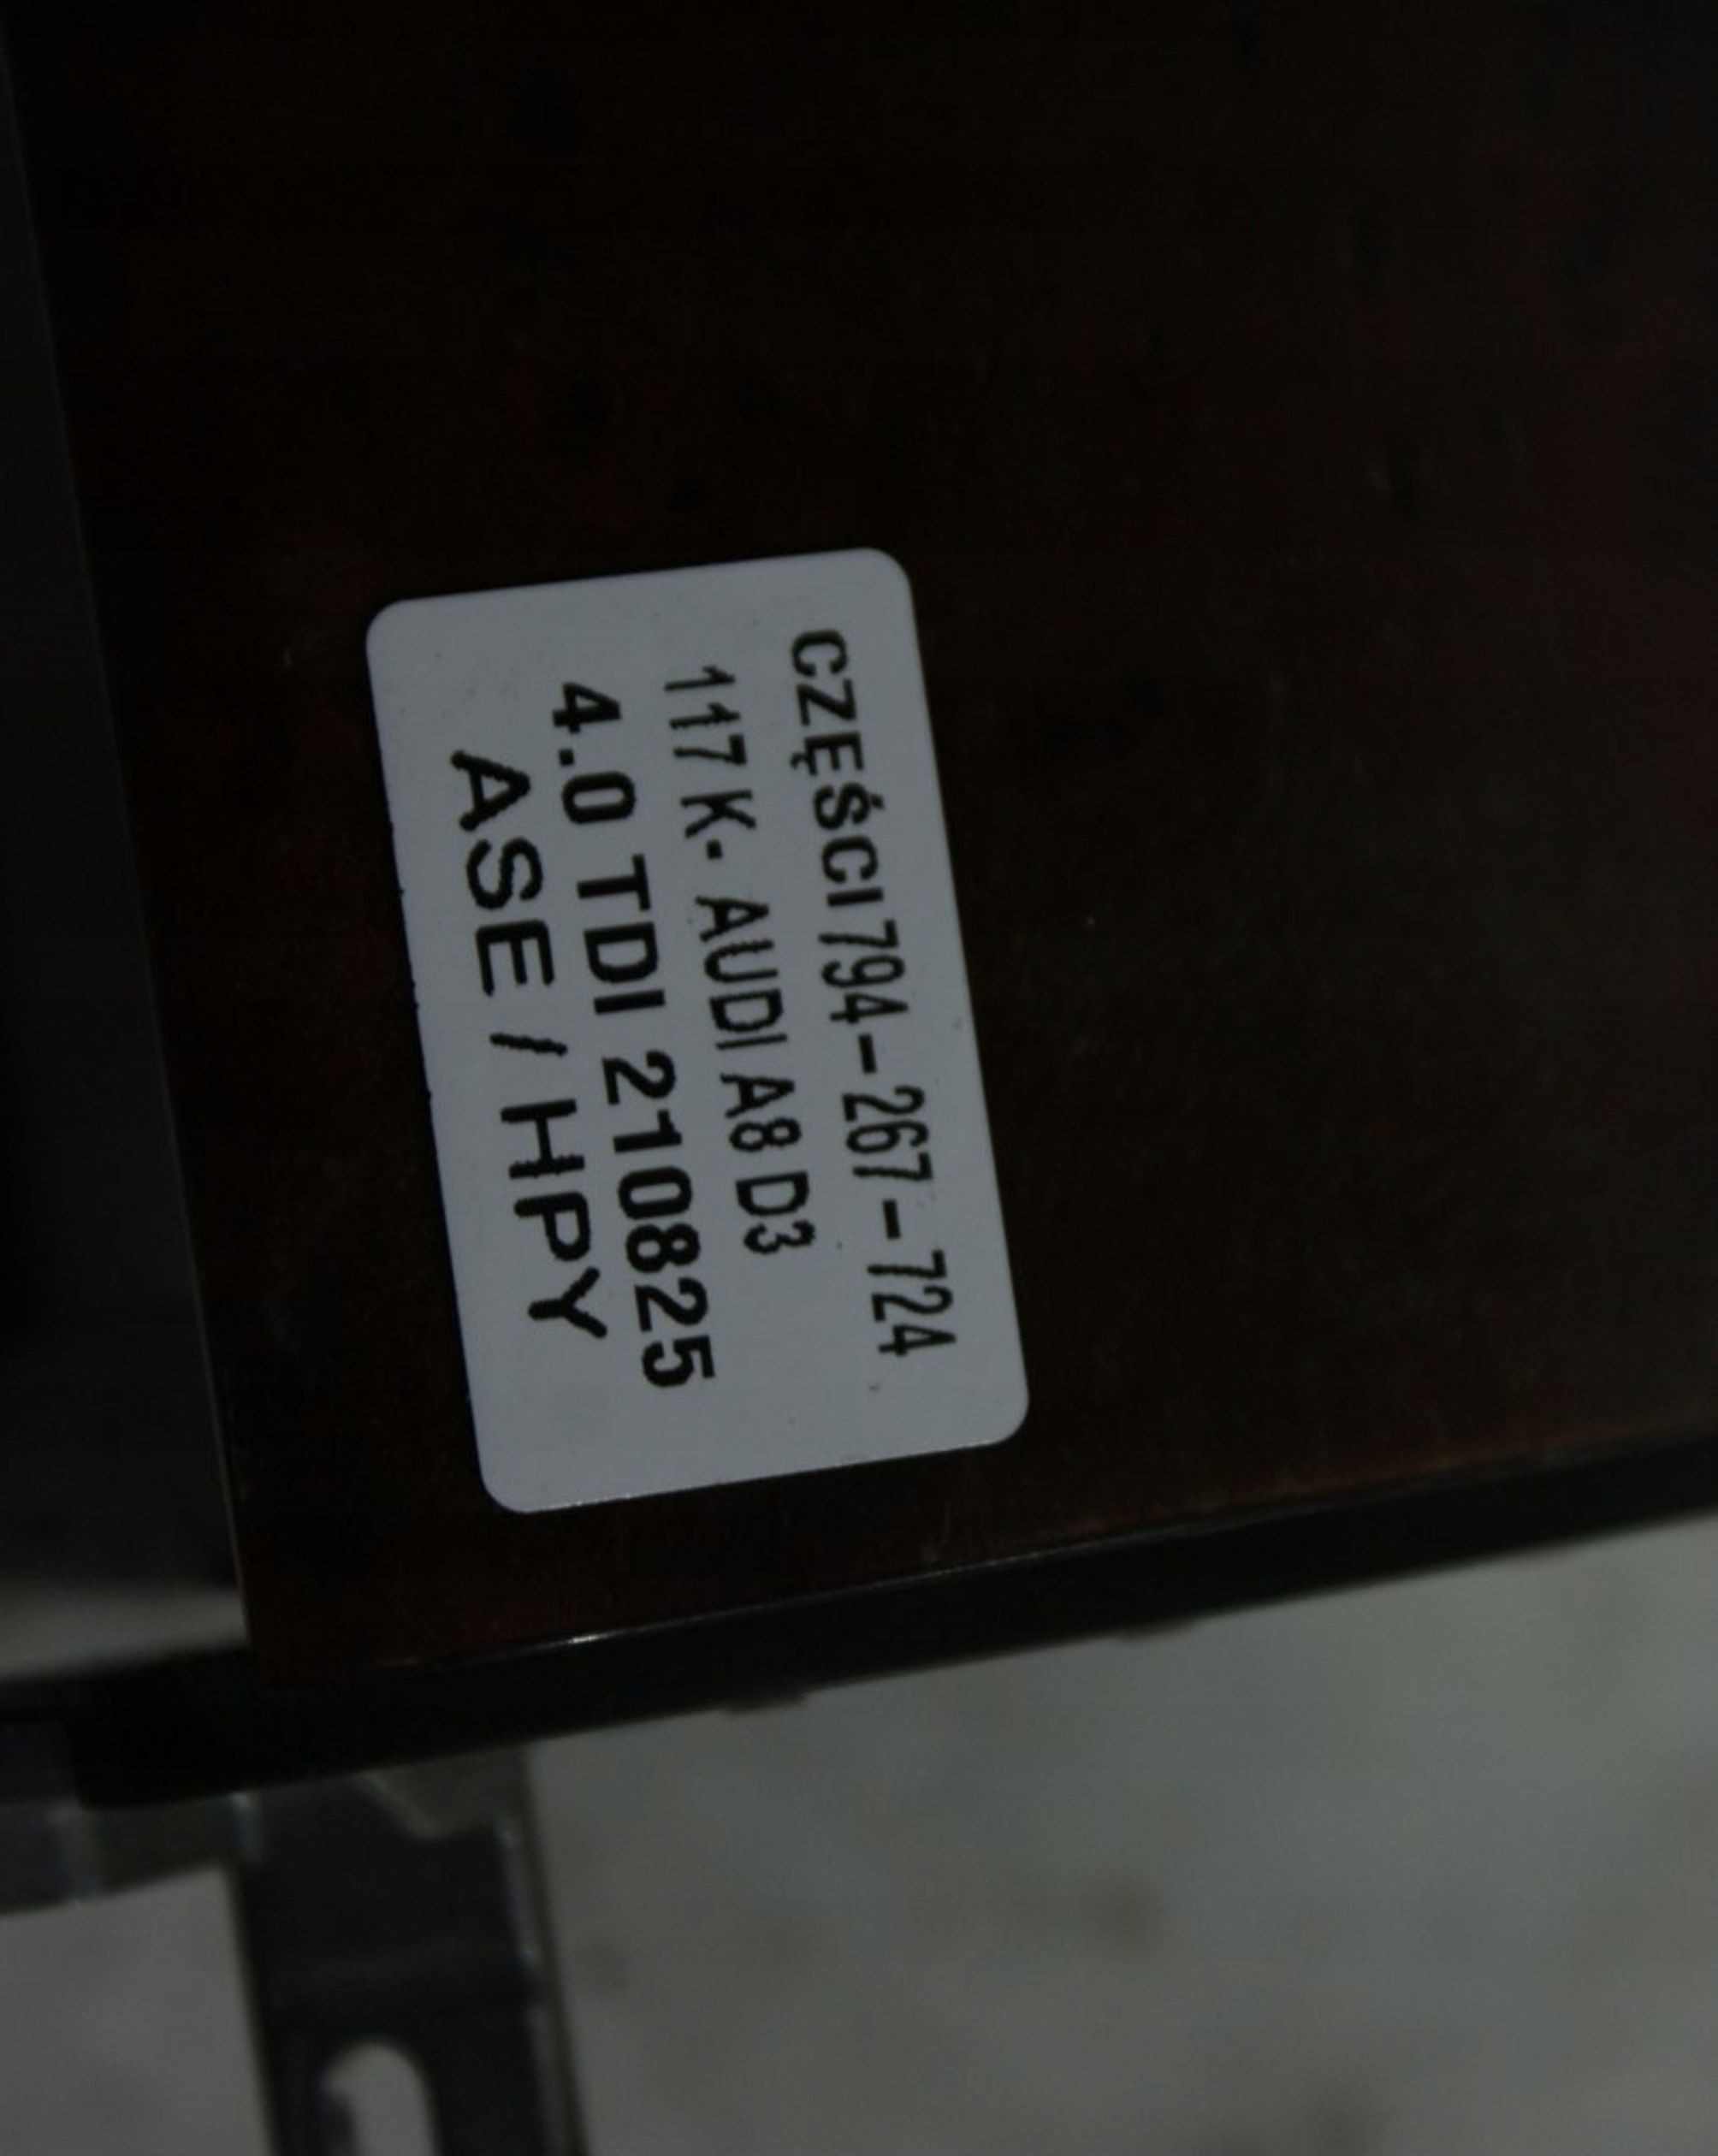 CZĘŚCI 794-267-724
117 K. AUDI A8 D3
4.0 TDI 210825
ASE / HPY